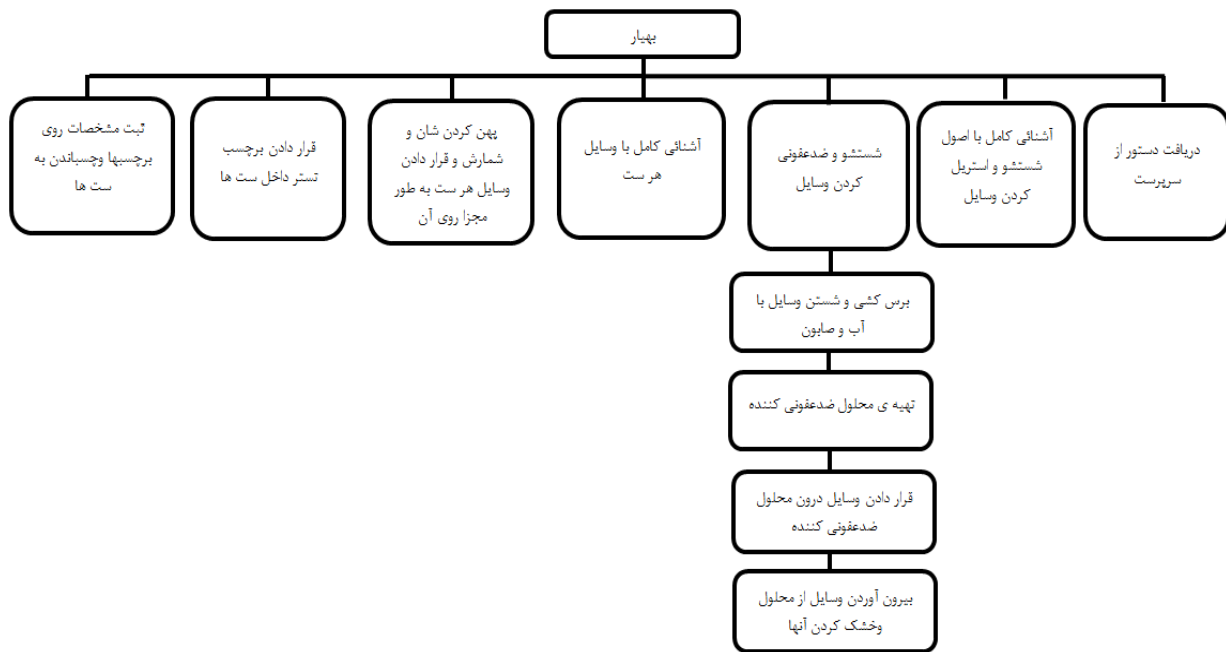 بهیار
دریافت دستور از
سرپرست
آشنائی کامل با اصول
شستشو و استریل
کردن وسایل
شستشو و ضدعفونی
کردن وسایل
آشنائی کامل با وسایل
هر ست
پهن کردن شان و
شمارش و قرار دادن
وسایل هر ست به طور
مجزا روی آن
قرار دادن برچسب
تستر داخل ست ها
ثبت مشخصات روی
برچسبها وچسباندن به
ست ها
برس کشی و شستن وسایل با
آب و صابون
تهیه ی محلول ضدعفونی کننده
قرار دادن وسایل درون محلول
ضدعفونی کننده
بیرون آوردن وسایل از محلول
وخشک کردن آنها